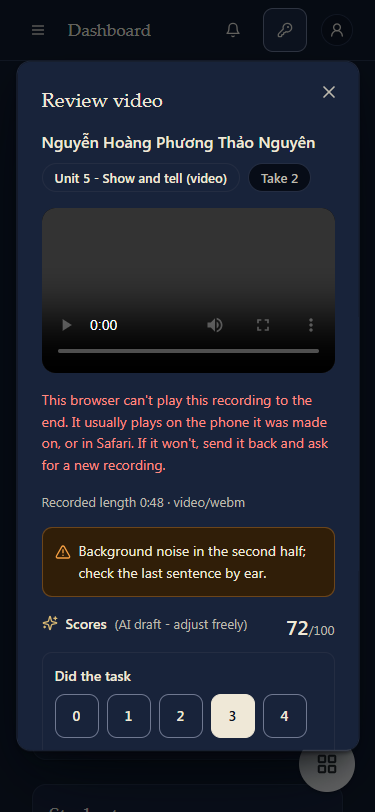 Dashboard
Review video
Nguyễn Hoàng Phương Thảo Nguyên
Unit 5 - Show and tell (video) Take 2
0:00
This browser can't play this recording to the
end. It usually plays on the phone it was made
on, or in Safari. If it won't, send it back and ask
for a new recording.
Recorded length 0:48 · video/webm
Background noise in the second half;
check the last sentence by ear.
Scores (AI draft - adjust freely) 72/100
Did the task
0 1 2 3 4